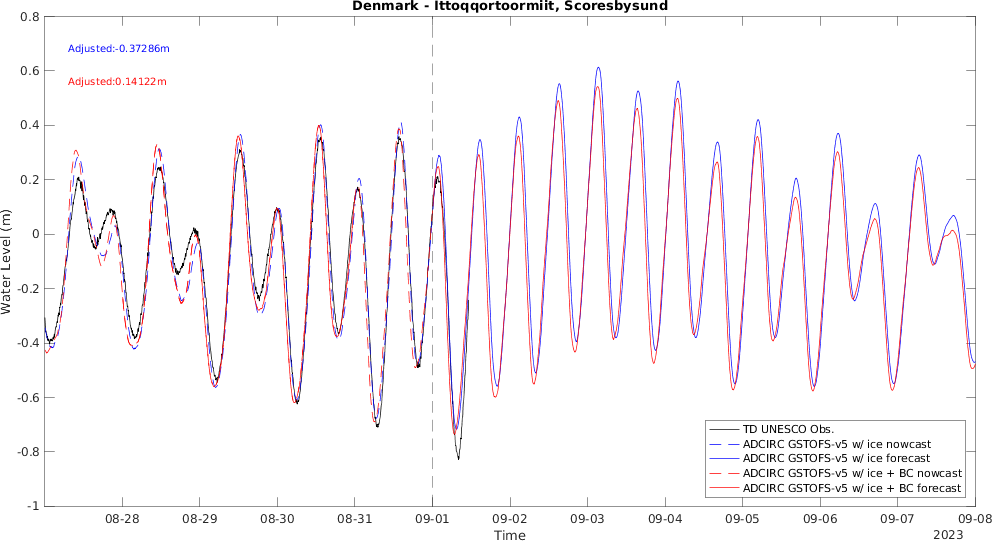 Denmark - Ittoqqortoormiit, Scoresbysund
Adjusted:-0.37286m
Adjusted:0.14122m
Water Level (m)
0.8
0.6
0.4
0.2
0
-0.2
-0.4
-0.6
-0.8
-1
TD UNESCO Obs.
ADCIRC GSTOFS-v5 w/ ice nowcast
ADCIRC GSTOFS-v5 w/ ice forecast
ADCIRC GSTOFS-v5 w/ ice + BC nowcast
ADCIRC GSTOFS-v5 w/ ice + BC forecast
08-28 08-29 08-30 08-31 09-01 09-02 09-03 09-04 09-05 09-06 09-07 09-08
Time
2023